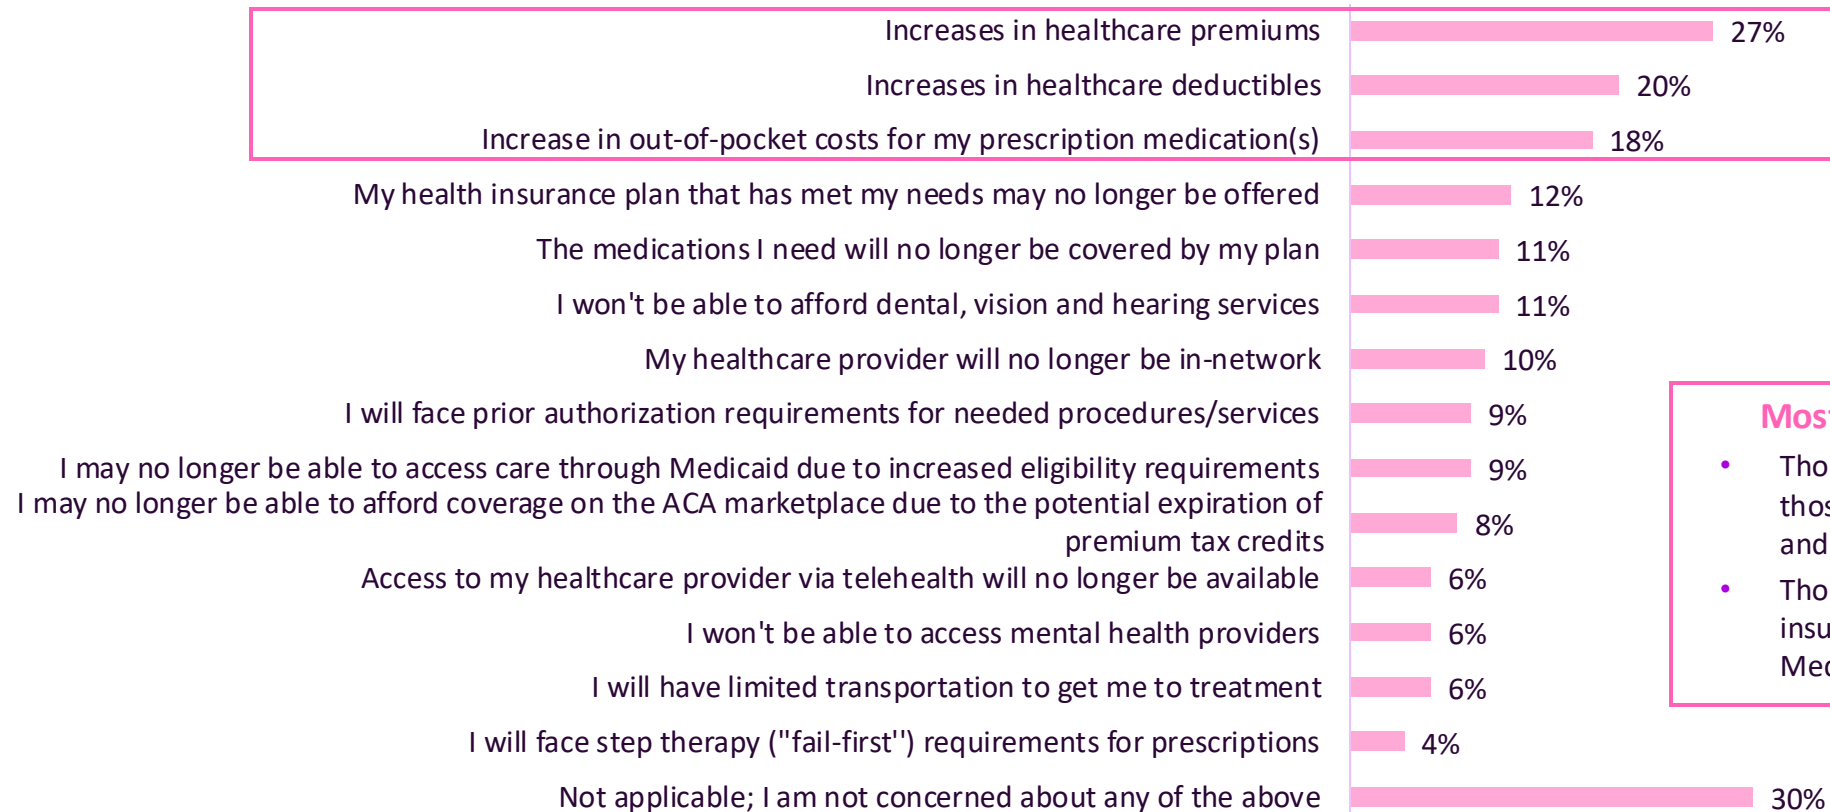 Increases in healthcare premiums 27%
Increases in healthcare deductibles 20%
Increase in out-of-pocket costs for my prescription medication(s) 18%
My health insurance plan that has met my needs may no longer be offered 12%
The medications I need will no longer be covered by my plan 11%
I won't be able to afford dental, vision and hearing services 11%
My healthcare provider will no longer be in-network 10%
I will face prior authorization requirements for needed procedures/services 9%
I may no longer be able to access care through Medicaid due to increased eligibility requirements 9%
I may no longer be able to afford coverage on the ACA marketplace due to the potential expiration of
premium tax credits 8%
Access to my healthcare provider via telehealth will no longer be available 6%
I won't be able to access mental health providers 6%
I will have limited transportation to get me to treatment 6%
I will face step therapy ("fail-first'') requirements for prescriptions 4%
Not applicable; I am not concerned about any of the above 30%
• 
and
•